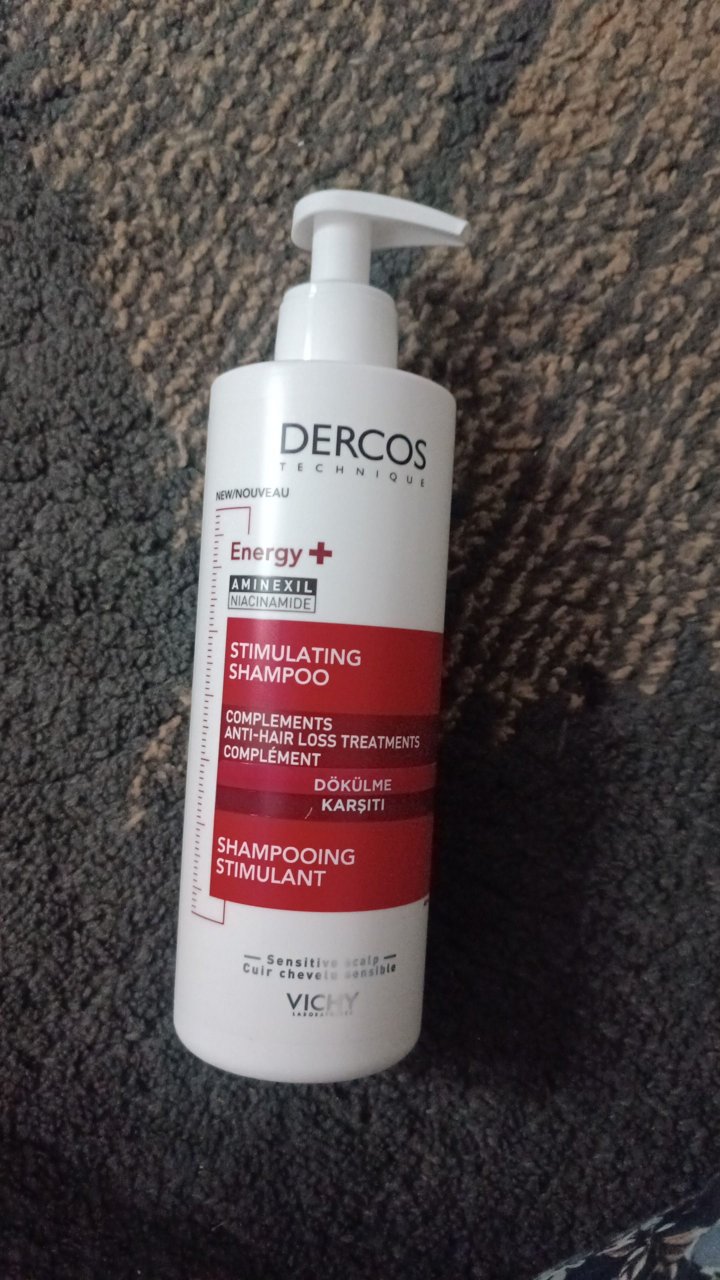 DERCOS
TECHNIQUE
NEW/NOUVEAU
Energy +
AMINEXIL
NIACINAMIDE
STIMULATING
SHAMPOO
COMPLEMENTS
ANTI-HAIR LOSS TREATMENTS
COMPLÉMENT
DÖKÜLME
KARŞITI
SHAMPOOING
STIMULANT
Sensitive scalp
Cuir chevelu sensible
VICHY
LABORATOIRES